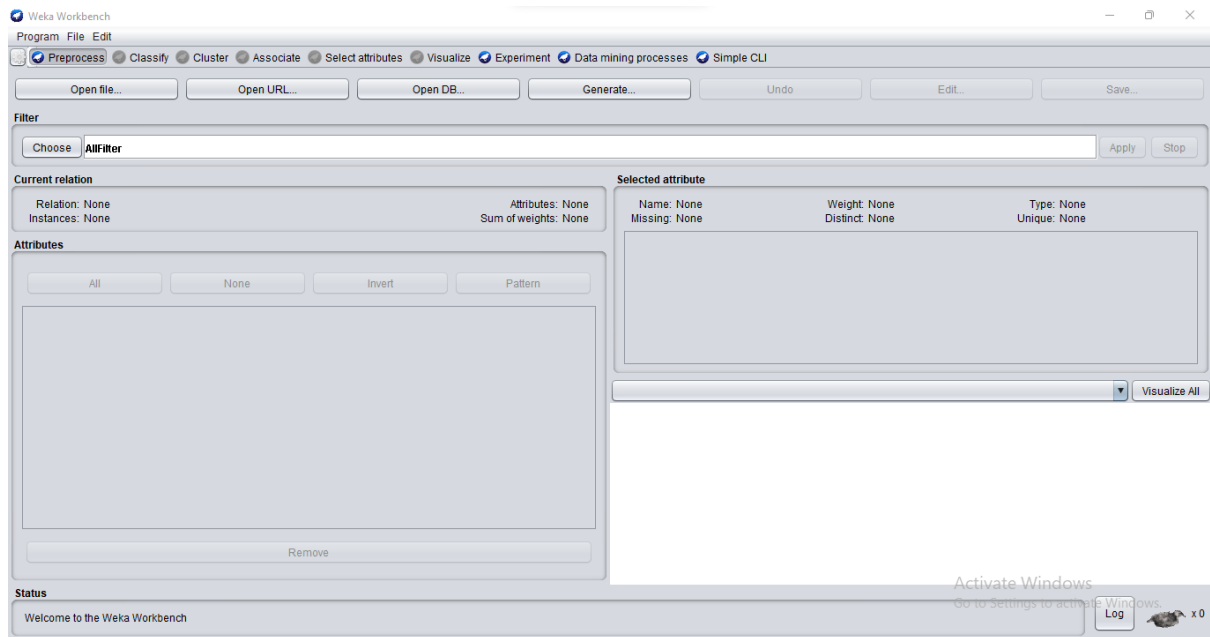 Weka Workbench
Program File Edit
Preprocess Classify Cluster Associate Select attributes Visualize Experiment Data mining processes Simple CLI
Open file... Open URL... Open DB... Generate... Undo Edit... Save...
Filter
Choose AllFilter Apply Stop
Current relation
Relation: None Attributes: None
Instances: None Sum of weights: None
Selected attribute
Name: None Weight: None Type: None
Missing: None Distinct: None Unique: None
Attributes
All None Invert Pattern
Remove
Visualize All
Activate Windows
Go to Settings to activate Windows.
Status
Welcome to the Weka Workbench
Log x 0